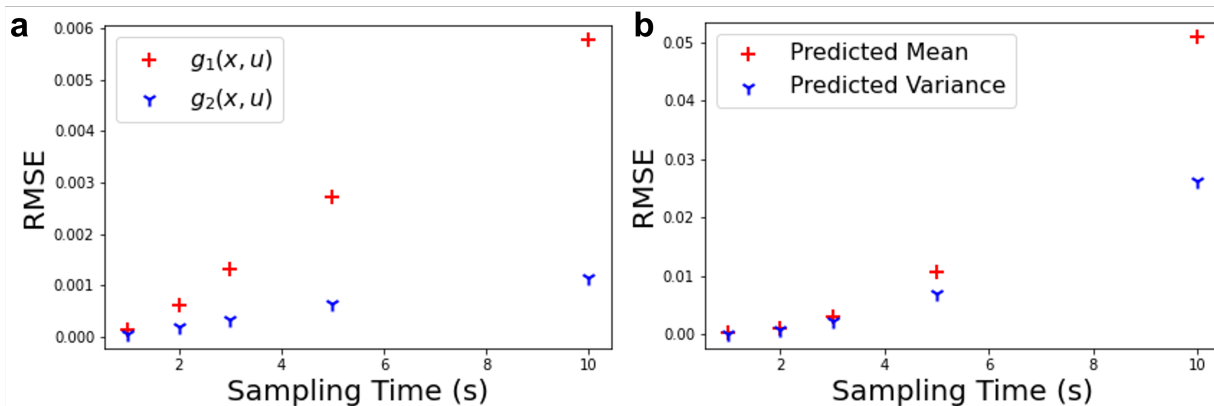 a
0.006
0.005
0.004
0.003
0.002
0.001
0.000
RMSE
g₁(x, u)
g₂(x, u)
2
4
6
8
10
Sampling Time (s)
b
0.05
0.04
0.03
0.02
0.01
0.00
RMSE
Predicted Mean
Predicted Variance
2
4
6
8
10
Sampling Time (s)